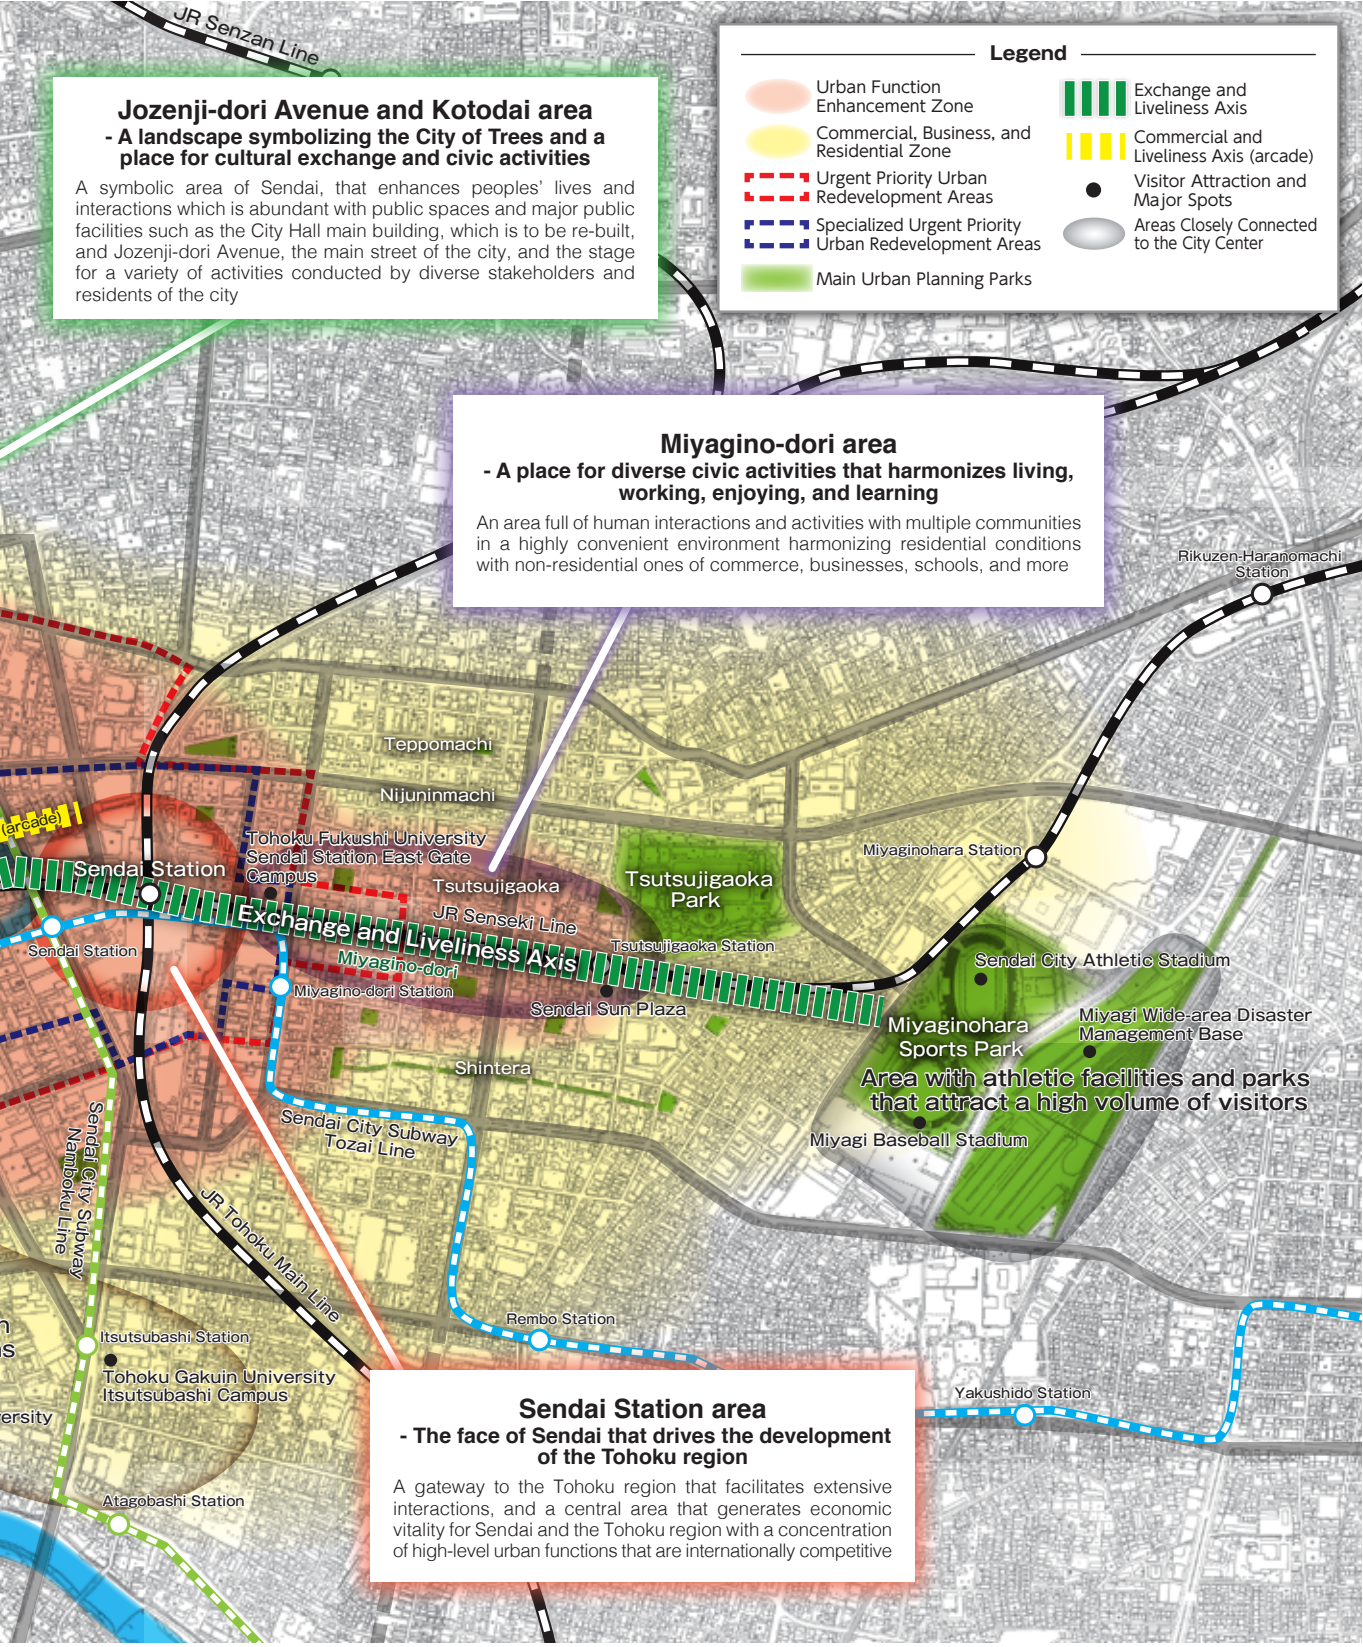 JR Senzan Line
Legend
Urban Function
Enhancement Zone
Commercial, Business, and
Residential Zone
Urgent Priority Urban
Redevelopment Areas
Specialized Urgent Priority
Urban Redevelopment Areas
Main Urban Planning Parks
Exchange and
Liveliness Axis
Commercial and
Liveliness Axis (arcade)
Visitor Attraction and
Major Spots
Areas Closely Connected
to the City Center
Jozenji-dori Avenue and Kotodai area
- A landscape symbolizing the City of Trees and a
place for cultural exchange and civic activities
A symbolic area of Sendai, that enhances peoples' lives and
interactions which is abundant with public spaces and major public
facilities such as the City Hall main building, which is to be re-built,
and Jozenji-dori Avenue, the main street of the city, and the stage
for a variety of activities conducted by diverse stakeholders and
residents of the city
Miyagino-dori area
- A place for diverse civic activities that harmonizes living,
working, enjoying, and learning
An area full of human interactions and activities with multiple communities
in a highly convenient environment harmonizing residential conditions
with non-residential ones of commerce, businesses, schools, and more
Rikuzen-Haranomachi
Station
Teppomachi
Nijuninmachi
(arcade)
Tohoku Fukushi University
Sendai Station East Gate
Campus
Sendai Station
Miyaginohara Station
Tsutsujigaoka
Tsutsujigaoka
Park
JR Senseki Line
Exchange and Liveliness Axis
Tsutsujigaoka Station
Sendai Station
Miyagino-dori
Miyagino-dori Station
Sendai Sun Plaza
Sendai City Athletic Stadium
Miyaginohara
Sports Park
Miyagi Wide-area Disaster
Management Base
Area with athletic facilities and parks
that attract a high volume of visitors
Miyagi Baseball Stadium
Shintera
Sendai City Subway
Tozai Line
Sendai City Subway
Namboku Line
JR Tohoku Main Line
Rembo Station
n
Itsutsubashi Station
ns
Tohoku Gakuin University
Itsutsubashi Campus
ersity
Yakushido Station
Atagobashi Station
Sendai Station area
- The face of Sendai that drives the development
of the Tohoku region
A gateway to the Tohoku region that facilitates extensive
interactions, and a central area that generates economic
vitality for Sendai and the Tohoku region with a concentration
of high-level urban functions that are internationally competitive